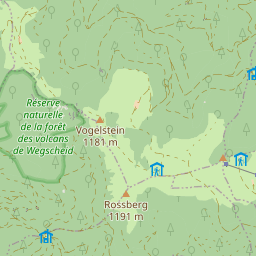 Réserve
naturelle
de la forêt
des volcans
de Wegscheid
Vogelstein
1181 m
Rossberg
1191 m